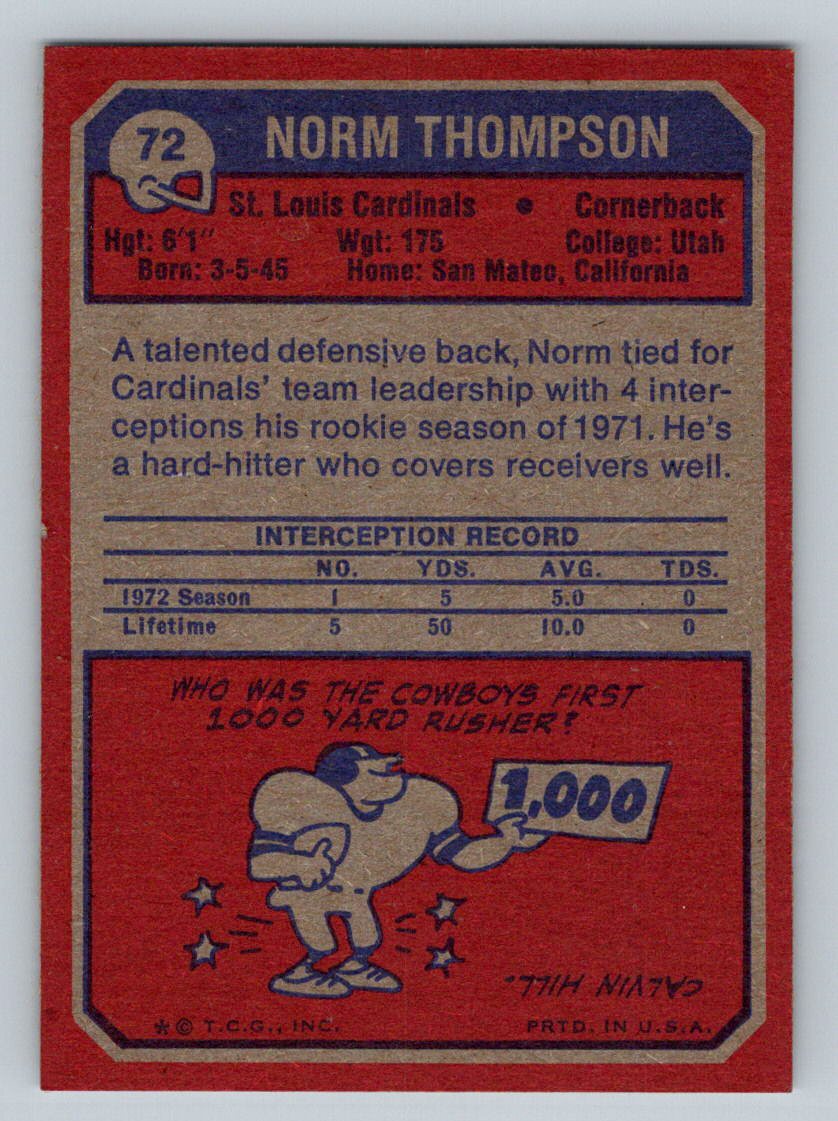 72 NORM THOMPSON
St. Louis Cardinals • Cornerback
Hgt: 6'1" Wgt: 175 College: Utah
Born: 3-5-45 Home: San Mateo, California
A talented defensive back, Norm tied for
Cardinals' team leadership with 4 inter-
ceptions his rookie season of 1971. He's
a hard-hitter who covers receivers well.
INTERCEPTION RECORD
NO. YDS. AVG. TDS.
1972 Season 1 5 5.0 0
Lifetime 5 50 10.0 0
WHO WAS THE COWBOYS FIRST
1000 YARD RUSHER?
1,000
CALVIN HILL.
* © T.C.G., INC. PRTD. IN U.S.A.